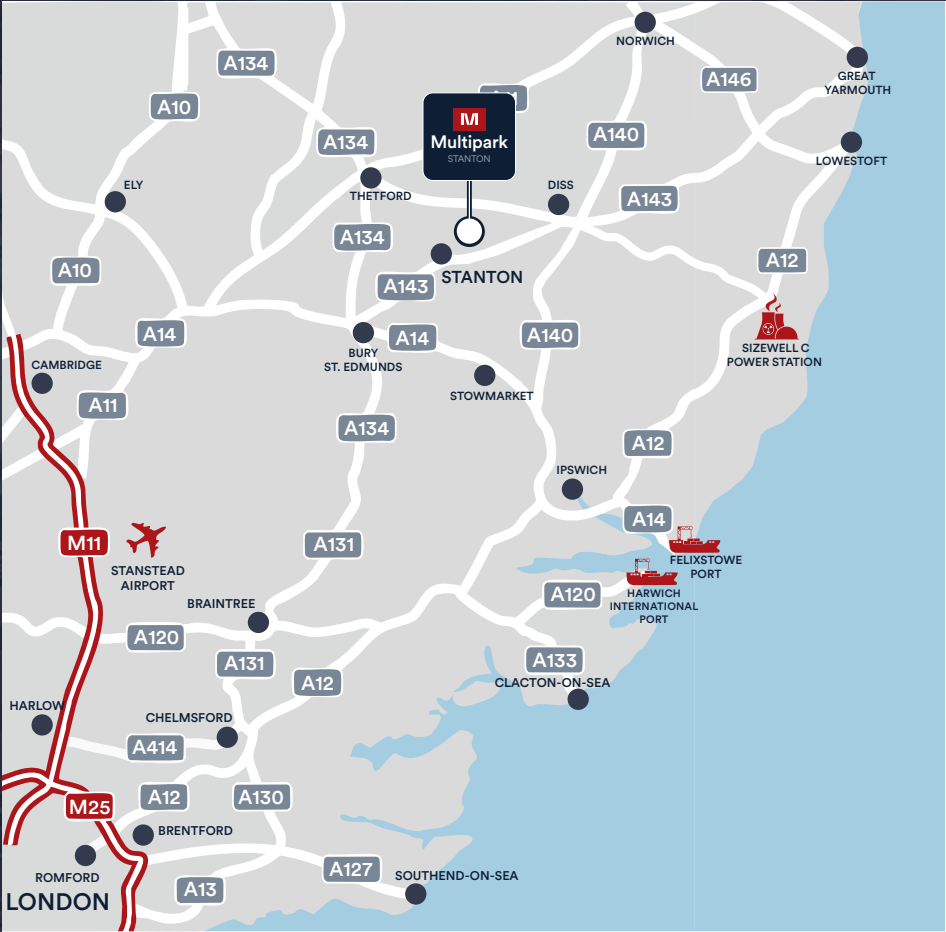 NORWICH
A134
A146
GREAT
YARMOUTH
A10
M
Multipark
STANTON
A134
A140
LOWESTOFT
ELY
THETFORD
DISS
A143
A134
A10
A12
STANTON
A143
A14
BURY
ST. EDMUNDS
A14
A140
SIZEWELL C
POWER STATION
CAMBRIDGE
STOWMARKET
A11
A134
A12
IPSWICH
A14
M11
A131
FELIXSTOWE
PORT
STANSTEAD
AIRPORT
BRAINTREE
A120
HARWICH
INTERNATIONAL
PORT
A120
A131
A133
A12
CLACTON-ON-SEA
HARLOW
CHELMSFORD
A414
M25
A12
A130
BRENTFORD
ROMFORD
A127
SOUTHEND-ON-SEA
A13
LONDON